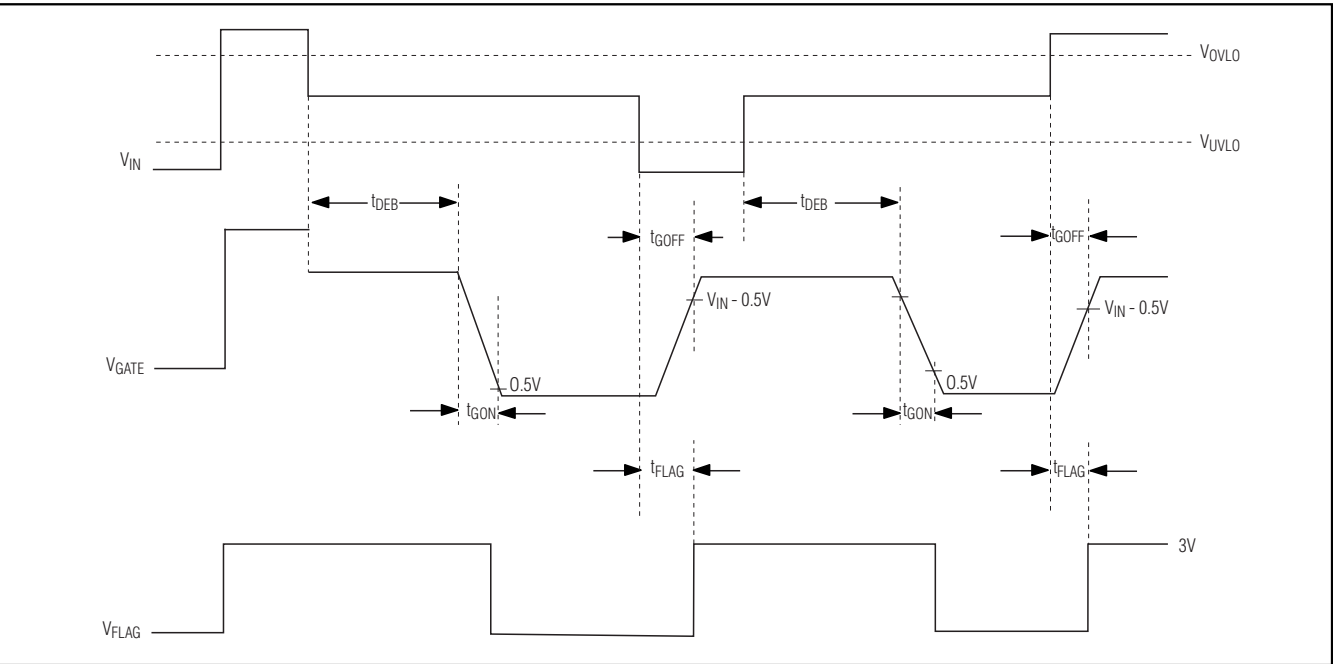 VOVLO
VIN
VUVLO
tDEB
tDEB
tGOFF
tGOFF
VIN - 0.5V
VIN - 0.5V
VGATE
0.5V
0.5V
tGON
tGON
tFLAG
tFLAG
3V
VFLAG